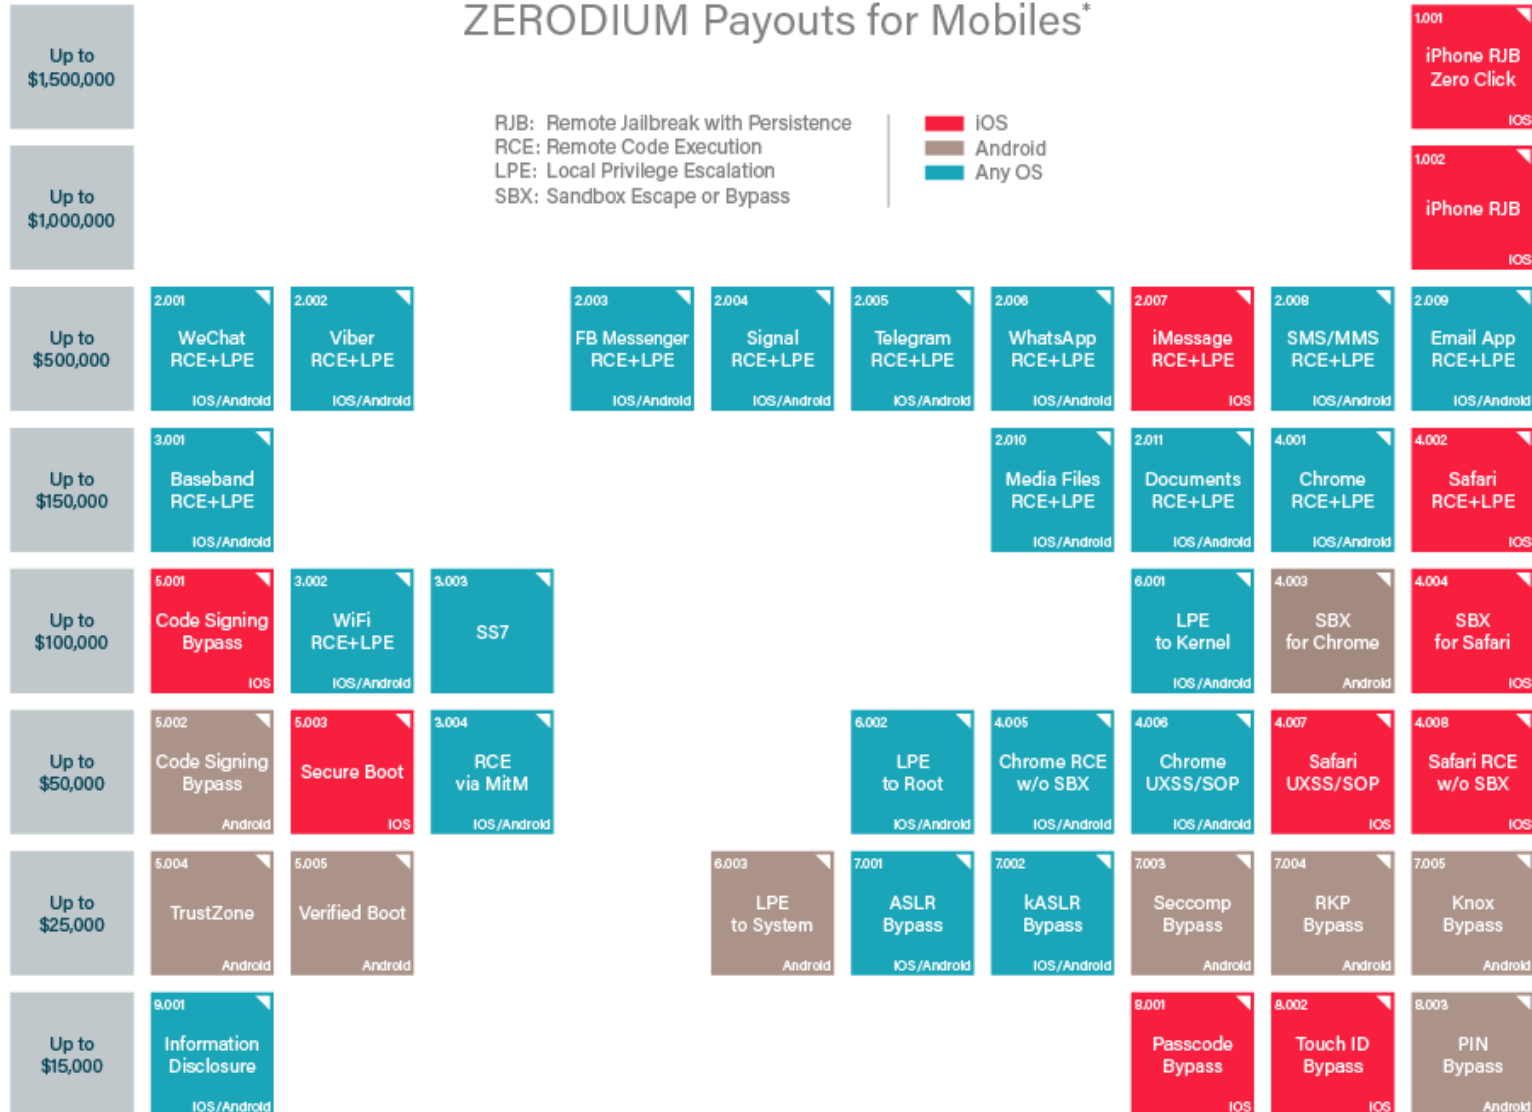 ZERODIUM Payouts for Mobiles*
RJB: Remote Jailbreak with Persistence
RCE: Remote Code Execution
LPE: Local Privilege Escalation
SBX: Sandbox Escape or Bypass
iOS
Android
Any OS
Up to
$1,500,000
1.001
iPhone RJB
Zero Click
IOS
Up to
$1,000,000
1.002
iPhone RJB
IOS
Up to
$500,000
2.001
WeChat
RCE+LPE
IOS/Android
2.002
Viber
RCE+LPE
IOS/Android
2.003
FB Messenger
RCE+LPE
IOS/Android
2.004
Signal
RCE+LPE
IOS/Android
2.005
Telegram
RCE+LPE
IOS/Android
2.006
WhatsApp
RCE+LPE
IOS/Android
2.007
iMessage
RCE+LPE
IOS
2.008
SMS/MMS
RCE+LPE
IOS/Android
2.009
Email App
RCE+LPE
IOS/Android
Up to
$150,000
3.001
Baseband
RCE+LPE
IOS/Android
2.010
Media Files
RCE+LPE
IOS/Android
2.011
Documents
RCE+LPE
IOS/Android
4.001
Chrome
RCE+LPE
IOS/Android
4.002
Safari
RCE+LPE
IOS
Up to
$100,000
5.001
Code Signing
Bypass
IOS
3.002
WiFi
RCE+LPE
IOS/Android
3.003
SS7
6.001
LPE
to Kernel
IOS/Android
4.003
SBX
for Chrome
Android
4.004
SBX
for Safari
IOS
Up to
$50,000
5.002
Code Signing
Bypass
Android
5.003
Secure Boot
IOS
3.004
RCE
via MitM
IOS/Android
6.002
LPE
to Root
IOS/Android
4.005
Chrome RCE
w/o SBX
IOS/Android
4.006
Chrome
UXSS/SOP
IOS/Android
4.007
Safari
UXSS/SOP
IOS
4.008
Safari RCE
w/o SBX
IOS
Up to
$25,000
5.004
TrustZone
Android
5.005
Verified Boot
Android
6.003
LPE
to System
Android
7.001
ASLR
Bypass
IOS/Android
7.002
kASLR
Bypass
IOS/Android
7.003
Seccomp
Bypass
Android
7.004
RKP
Bypass
Android
7.005
Knox
Bypass
Android
Up to
$15,000
9.001
Information
Disclosure
IOS/Android
8.001
Passcode
Bypass
IOS
8.002
Touch ID
Bypass
IOS
8.003
PIN
Bypass
Android